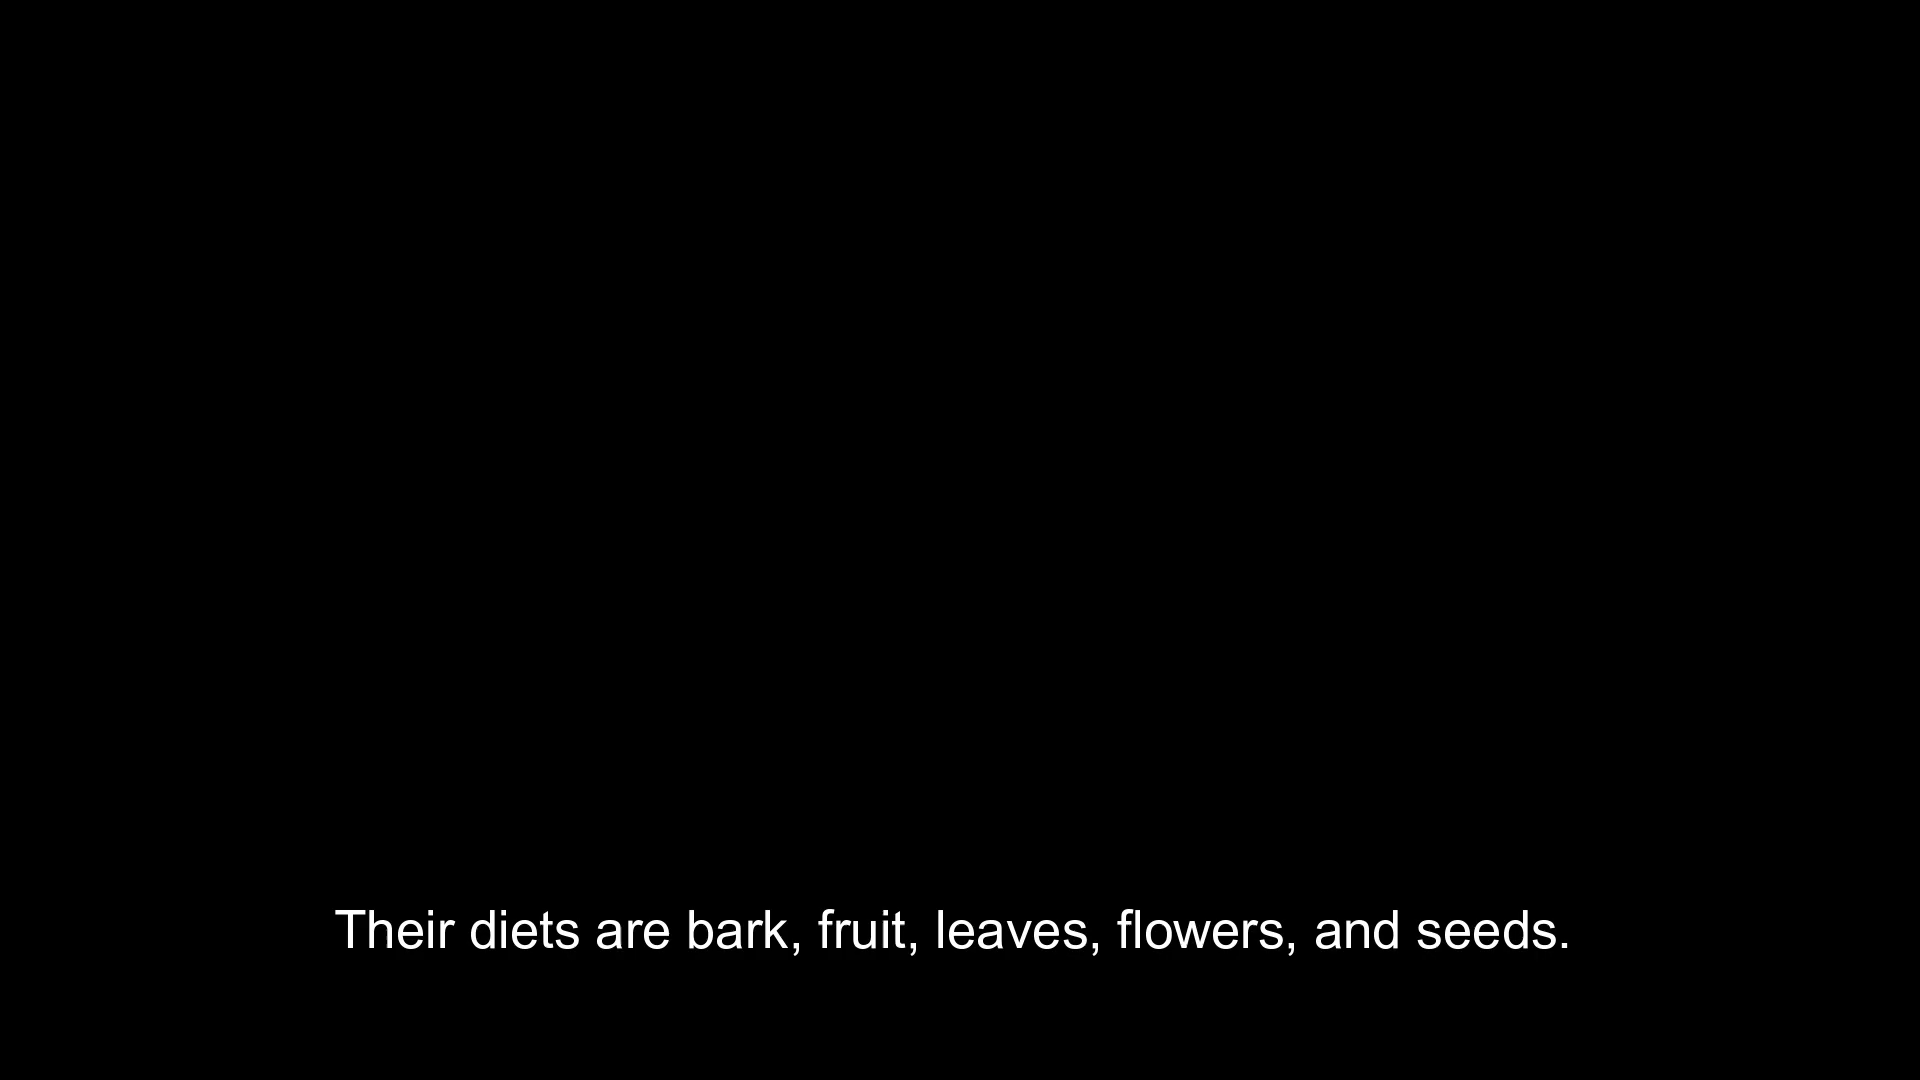 Their diets are bark, fruit, leaves, flowers, and seeds.